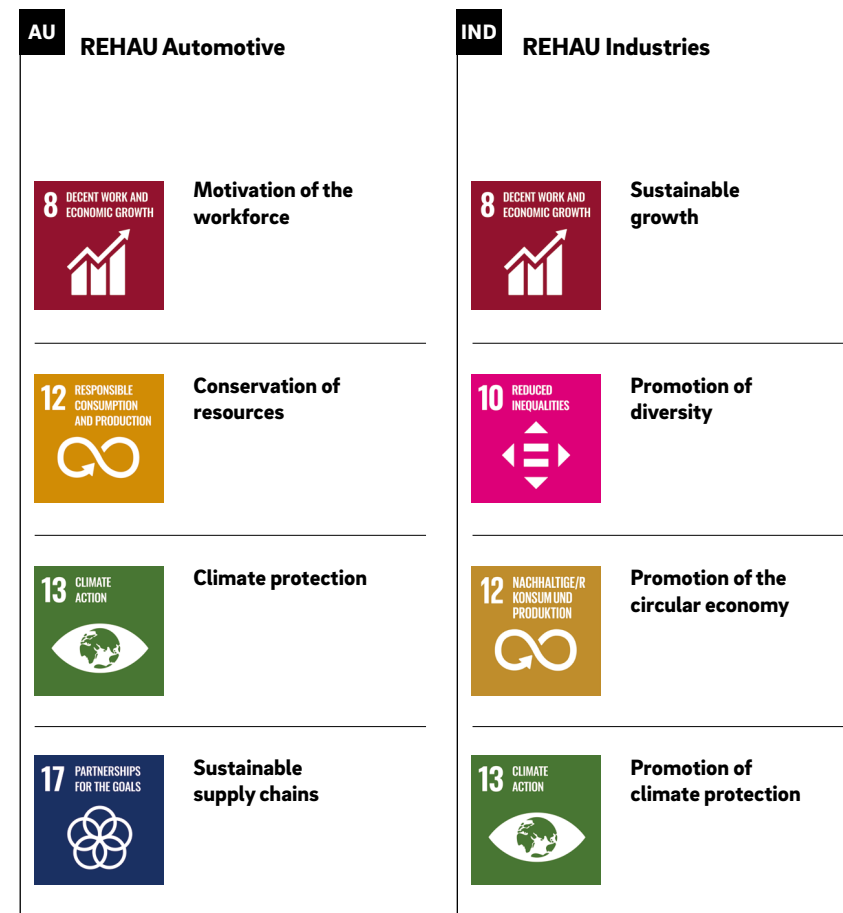 AU
REHAU Automotive
8 DECENT WORK AND
ECONOMIC GROWTH
Motivation of the
workforce
12 RESPONSIBLE
CONSUMPTION
AND PRODUCTION
Conservation of
resources
13 CLIMATE
ACTION
Climate protection
17 PARTNERSHIPS
FOR THE GOALS
Sustainable
supply chains
IND
REHAU Industries
8 DECENT WORK AND
ECONOMIC GROWTH
Sustainable
growth
10 REDUCED
INEQUALITIES
Promotion of
diversity
12 NACHHALTIGE/R
KONSUM UND
PRODUKTION
Promotion of the
circular economy
13 CLIMATE
ACTION
Promotion of
climate protection